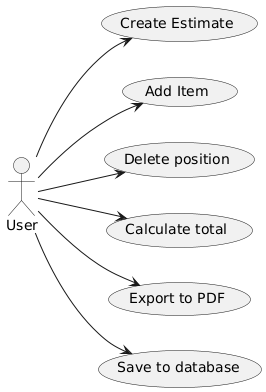 Create Estimate
Add Item
Delete position
User
Calculate total
Export to PDF
Save to database